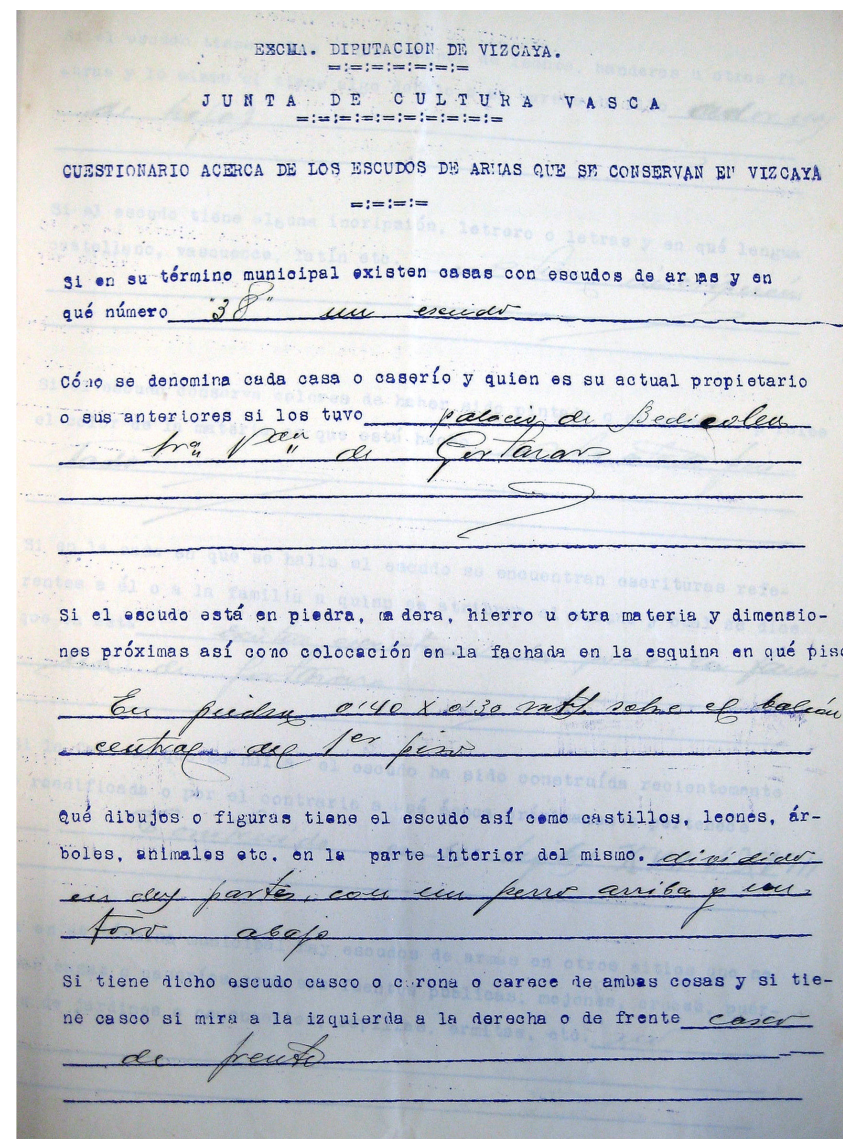 EXCMA. DIPUTACION DE VIZCAYA.
=:=:=:=:=:=:=
JUNTA DE CULTURA VASCA
=:=:=:=:=:=:=:=:=
CUESTIONARIO ACERCA DE LOS ESCUDOS DE ARMAS QUE SE CONSERVAN EN VIZCAYA
=:=:=:=
Si en su término municipal existen casas con escudos de armas y en
qué número "38" un escudo
Cómo se denomina cada casa o caserío y quien es su actual propietario
o sus anteriores si los tuvo palacio de
de
Si el escudo está en piedra, madera, hierro u otra materia y dimensio-
nes próximas así como colocación en la fachada en la esquina en qué piso
En piedra 0'40 X 0'30 mtſ sobre el balcón
central del 1er piso
Qué dibujos o figuras tiene el escudo así como castillos, leones, ár-
boles, animales etc. en la parte interior del mismo. dividido
en dos partes, con un perro arriba y un
toro abajo
Si tiene dicho escudo casco o corona o carece de ambas cosas y si tie-
ne casco si mira a la izquierda a la derecha o de frente casco
de frente